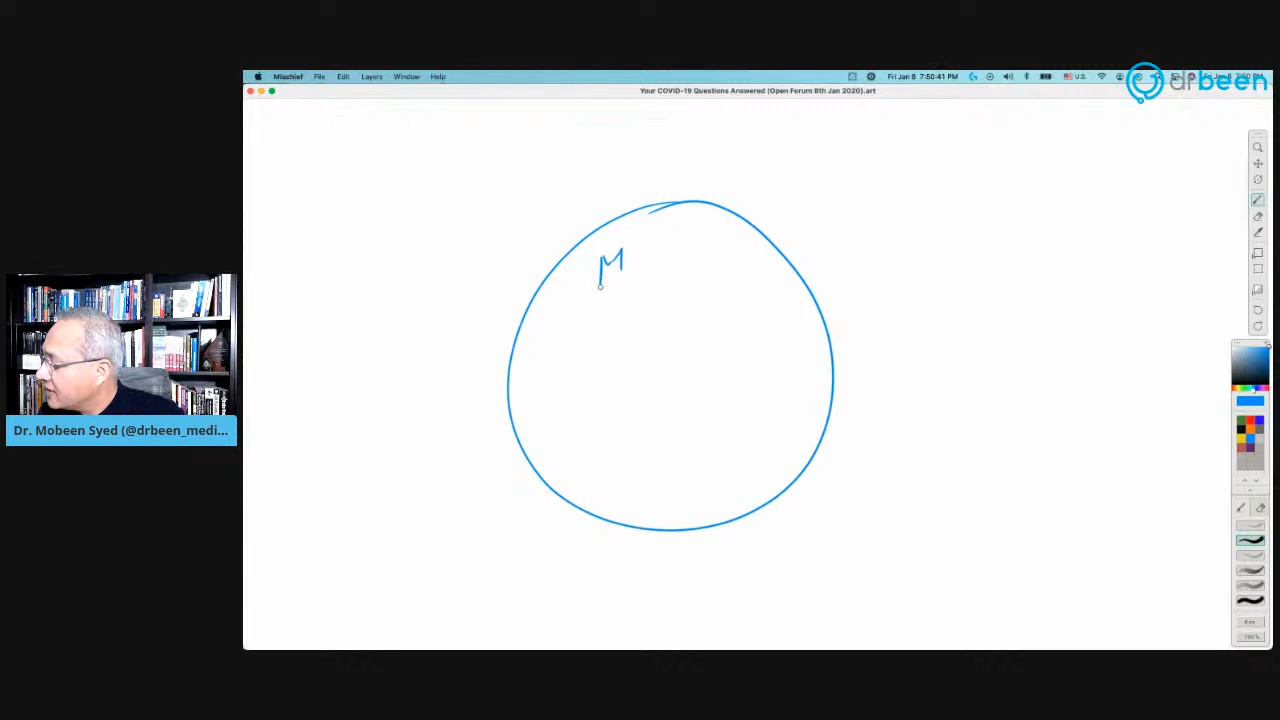 Mischief File Edit Layers Window Help Fri Jan 8 7:50:41 PM U.S.
drbeen
Your COVID-19 Questions Answered (Open Forum 8th Jan 2020).art
M
Dr. Mobeen Syed (@drbeen_medi...
100%